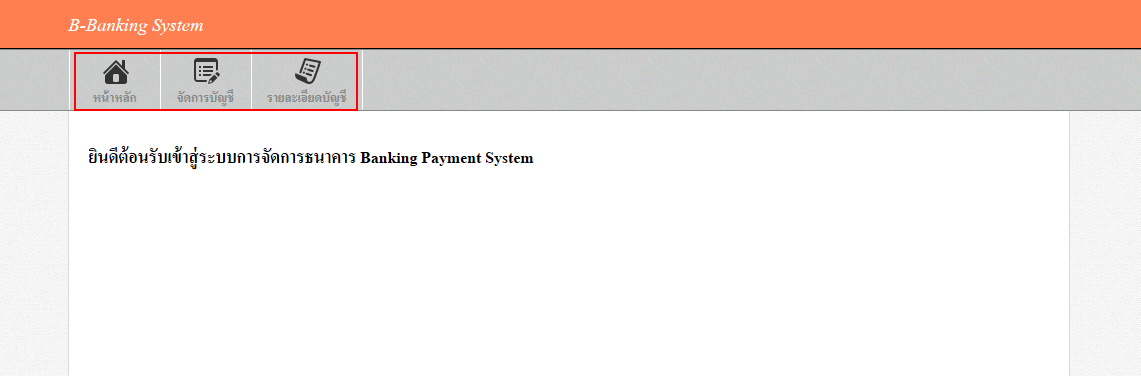 B-Banking System
หน้าหลัก จัดการบัญชี รายละเอียดบัญชี
ยินดีต้อนรับเข้าสู่ระบบการจัดการธนาคาร Banking Payment System